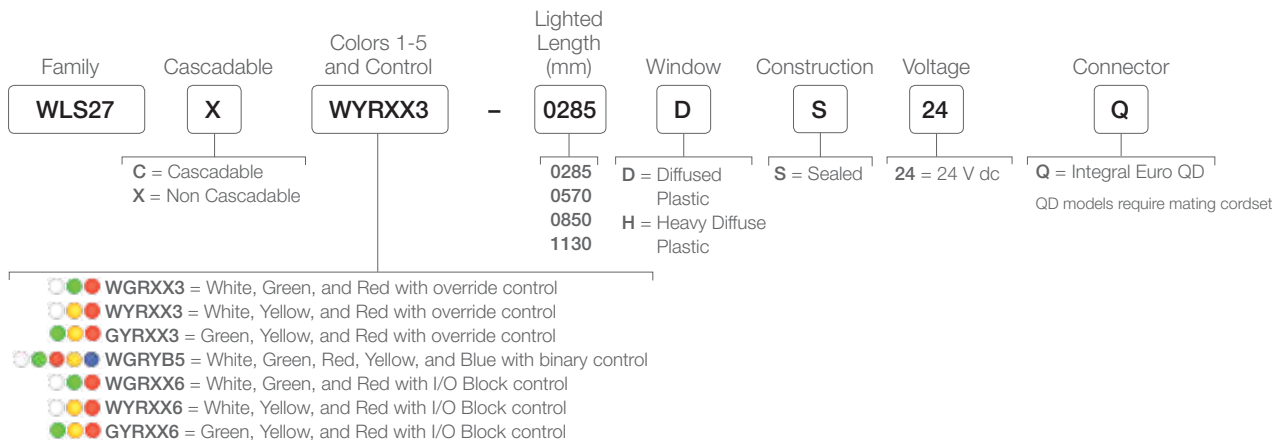 Family
Cascadable
Colors 1-5
and Control
Lighted
Length
(mm)
Window
Construction
Voltage
Connector
WLS27
X
WYRXX3
–
0285
D
S
24
Q
C = Cascadable
X = Non Cascadable
0285
0570
0850
1130
D = Diffused
Plastic
H = Heavy Diffuse
Plastic
S = Sealed
24 = 24 V dc
Q = Integral Euro QD
QD models require mating cordset
WGRXX3 = White, Green, and Red with override control
WYRXX3 = White, Yellow, and Red with override control
GYRXX3 = Green, Yellow, and Red with override control
WGRYB5 = White, Green, Red, Yellow, and Blue with binary control
WGRXX6 = White, Green, and Red with I/O Block control
WYRXX6 = White, Yellow, and Red with I/O Block control
GYRXX6 = Green, Yellow, and Red with I/O Block control